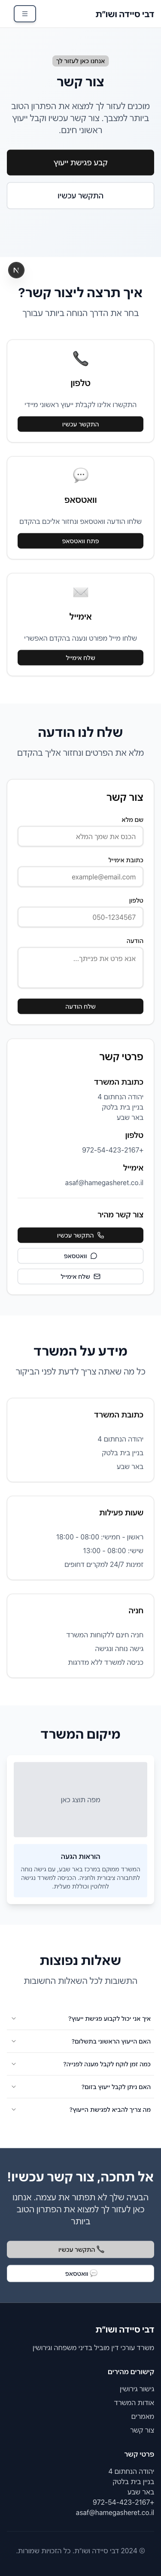 דבי סיידה ושו"ת
אנחנו כאן לעזור לך
צור קשר
מוכנים לעזור לך למצוא את הפתרון הטוב
ביותר. צור קשר עכשיו וקבל ייעוץ
ראשוני חינם.
קבע פגישת ייעוץ
התקשר עכשיו
N
איך תרצה ליצור קשר?
בחר את הדרך הנוחה ביותר עבורך
טלפון
התקשרו אלינו לקבלת ייעוץ ראשוני מיידי
התקשר עכשיו
וואטסאפ
שלחו הודעה וואטסאפ ונחזור אליכם בהקדם
פתח וואטסאפ
אימייל
שלחו מייל מפורט ונענה בהקדם האפשרי
שלח אימייל
שלח לנו הודעה
מלא את הפרטים ונחזור אליך בהקדם
צור קשר
שם מלא
הכנס את שמך המלא
כתובת אימייל
example@email.com
טלפון
050-1234567
הודעה
אנא פרט את פנייתך...
שלח הודעה
פרטי קשר
כתובת המשרד
יהודה הנחתום 4
בניין בית בלטק
באר שבע
טלפון
972-54-423-2167+
אימייל
asaf@hamegasheret.co.il
צור קשר מהיר
התקשר עכשיו
וואטסאפ
שלח אימייל
מידע על המשרד
כל מה שאתה צריך לדעת לפני הביקור
כתובת המשרד
יהודה הנחתום 4
בניין בית בלטק
באר שבע
שעות פעילות
ראשון - חמישי: 08:00 - 18:00
שישי: 08:00 - 13:00
זמינות 24/7 למקרים דחופים
חניה
חניה חינם ללקוחות המשרד
גישה נוחה ונגישה
כניסה למשרד ללא מדרגות
מיקום המשרד
מפה תוצג כאן
הוראות הגעה
המשרד ממוקם במרכז באר שבע, עם גישה נוחה
לתחבורה ציבורית ולחניה. הכניסה למשרד נגישה
לחלוטין וכוללת מעלית.
שאלות נפוצות
התשובות לכל השאלות החשובות
איך אני יכול לקבוע פגישת ייעוץ?
האם הייעוץ הראשוני בתשלום?
כמה זמן לוקח לקבל מענה לפנייה?
האם ניתן לקבל ייעוץ בזום?
מה צריך להביא לפגישת הייעוץ?
אל תחכה, צור קשר עכשיו!
הבעיה שלך לא תפתור את עצמה. אנחנו
כאן לעזור לך למצוא את הפתרון הטוב
ביותר
התקשר עכשיו
וואטסאפ
דבי סיידה ושו"ת
משרד עורכי דין מוביל בדיני משפחה וגירושין
קישורים מהירים
גישור גירושין
אודות המשרד
מאמרים
צור קשר
פרטי קשר
יהודה הנחתום 4
בניין בית בלטק
באר שבע
972-54-423-2167+
asaf@hamegasheret.co.il
© 2024 דבי סיידה ושו"ת. כל הזכויות שמורות.